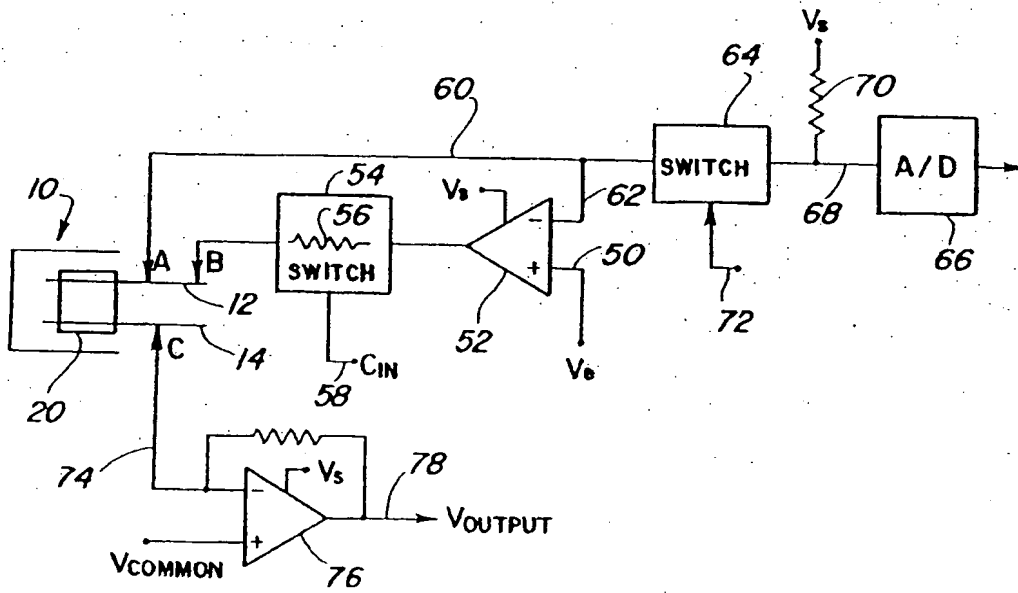 Vs
64
70
60
SWITCH
A/D
54
Vs
62
68
10
56
−
66
A
B
SWITCH
+
50
12
52
72
C
14
VB
20
58
CIN
74
Vs
78
−
VOUTPUT
+
VCOMMON
76